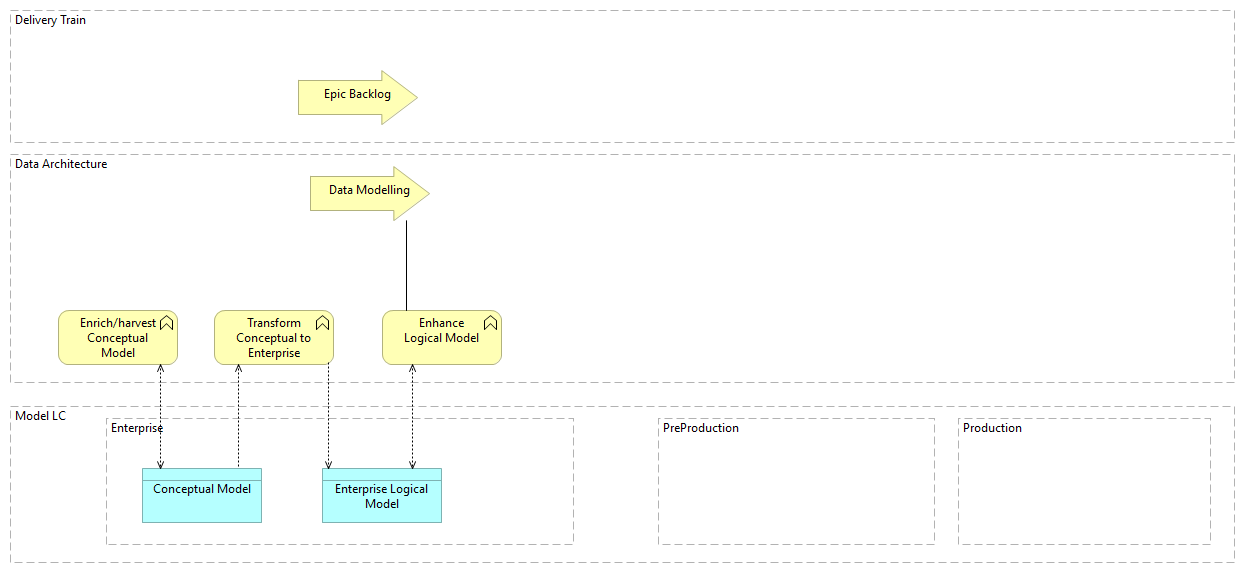 Delivery Train
Epic Backlog
Data Architecture
Data Modelling
Enrich/harvest
Conceptual
Model
Transform
Conceptual to
Enterprise
Enhance
Logical Model
Model LC
Enterprise
PreProduction
Production
Conceptual Model
Enterprise Logical
Model